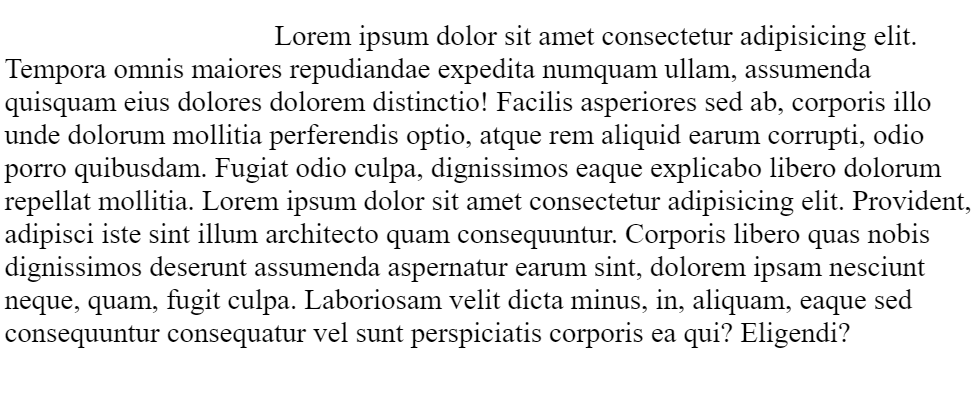 Lorem ipsum dolor sit amet consectetur adipisicing elit.
Tempora omnis maiores repudiandae expedita numquam ullam, assumenda
quisquam eius dolores dolorem distinctio! Facilis asperiores sed ab, corporis illo
unde dolorum mollitia perferendis optio, atque rem aliquid earum corrupti, odio
porro quibusdam. Fugiat odio culpa, dignissimos eaque explicabo libero dolorum
repellat mollitia. Lorem ipsum dolor sit amet consectetur adipisicing elit. Provident,
adipisci iste sint illum architecto quam consequuntur. Corporis libero quas nobis
dignissimos deserunt assumenda aspernatur earum sint, dolorem ipsam nesciunt
neque, quam, fugit culpa. Laboriosam velit dicta minus, in, aliquam, eaque sed
consequuntur consequatur vel sunt perspiciatis corporis ea qui? Eligendi?